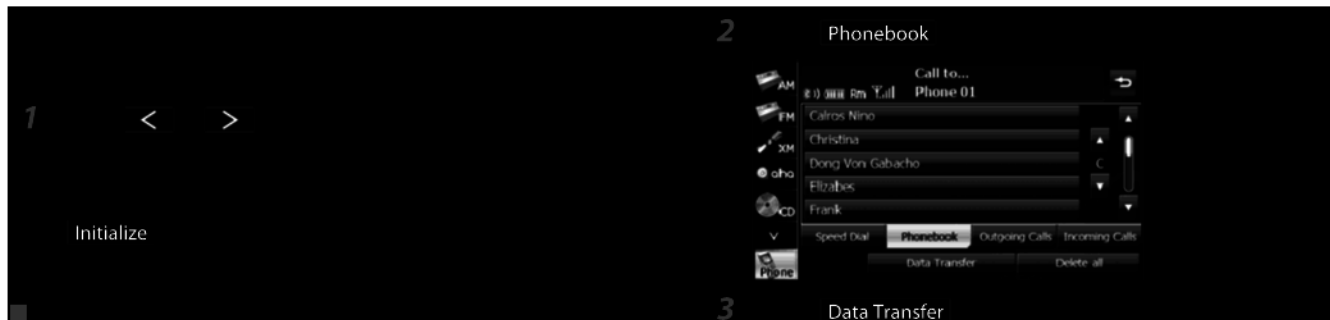 1 < >
Initialize
2 Phonebook
AM
FM
XM
aha
CD
Phone
Call to...
Rm Phone 01
Calros Nino
Christina
Dong Von Gabacho
C
Elizabes
Frank
Speed Dial Phonebook Outgoing Calls Incoming Calls
Data Transfer Delete all
3 Data Transfer